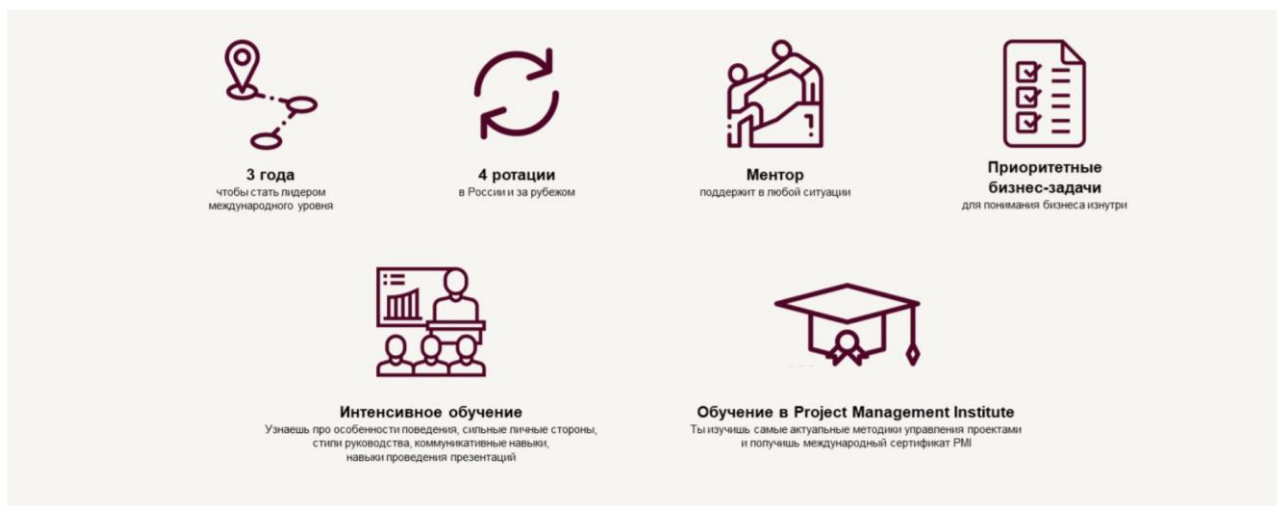 3 года
чтобы стать лидером
международного уровня
4 ротации
в России и за рубежом
Ментор
поддержит в любой ситуации
Приоритетные
бизнес-задачи
для понимания бизнеса изнутри
Интенсивное обучение
Узнаешь про особенности поведения, сильные личные стороны,
стили руководства, коммуникативные навыки,
навыки проведения презентаций
Обучение в Project Management Institute
Ты изучишь самые актуальные методики управления проектами
и получишь международный сертификат PMI